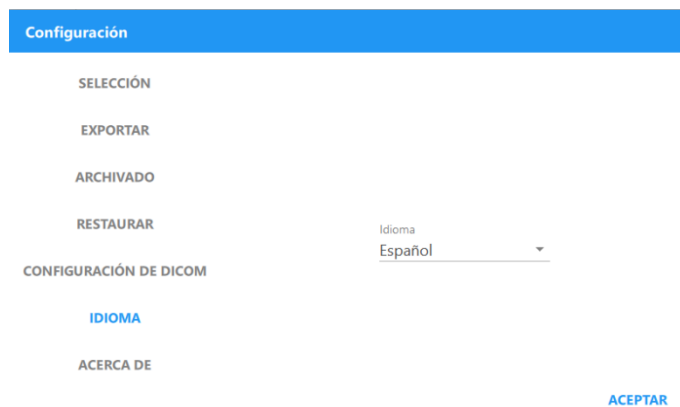 Configuración
SELECCIÓN
EXPORTAR
ARCHIVADO
RESTAURAR
CONFIGURACIÓN DE DICOM
IDIOMA
ACERCA DE
Idioma
Español
ACEPTAR